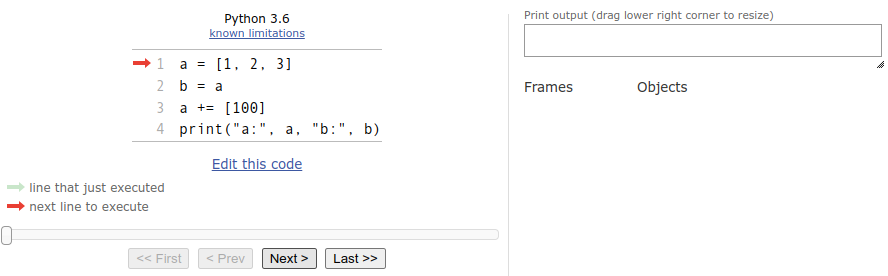 Python 3.6
known limitations
1 a = [1, 2, 3]
2 b = a
3 a += [100]
4 print("a:", a, "b:", b)
Edit this code
line that just executed
next line to execute
<< First < Prev Next > Last >>
Print output (drag lower right corner to resize)
Frames Objects